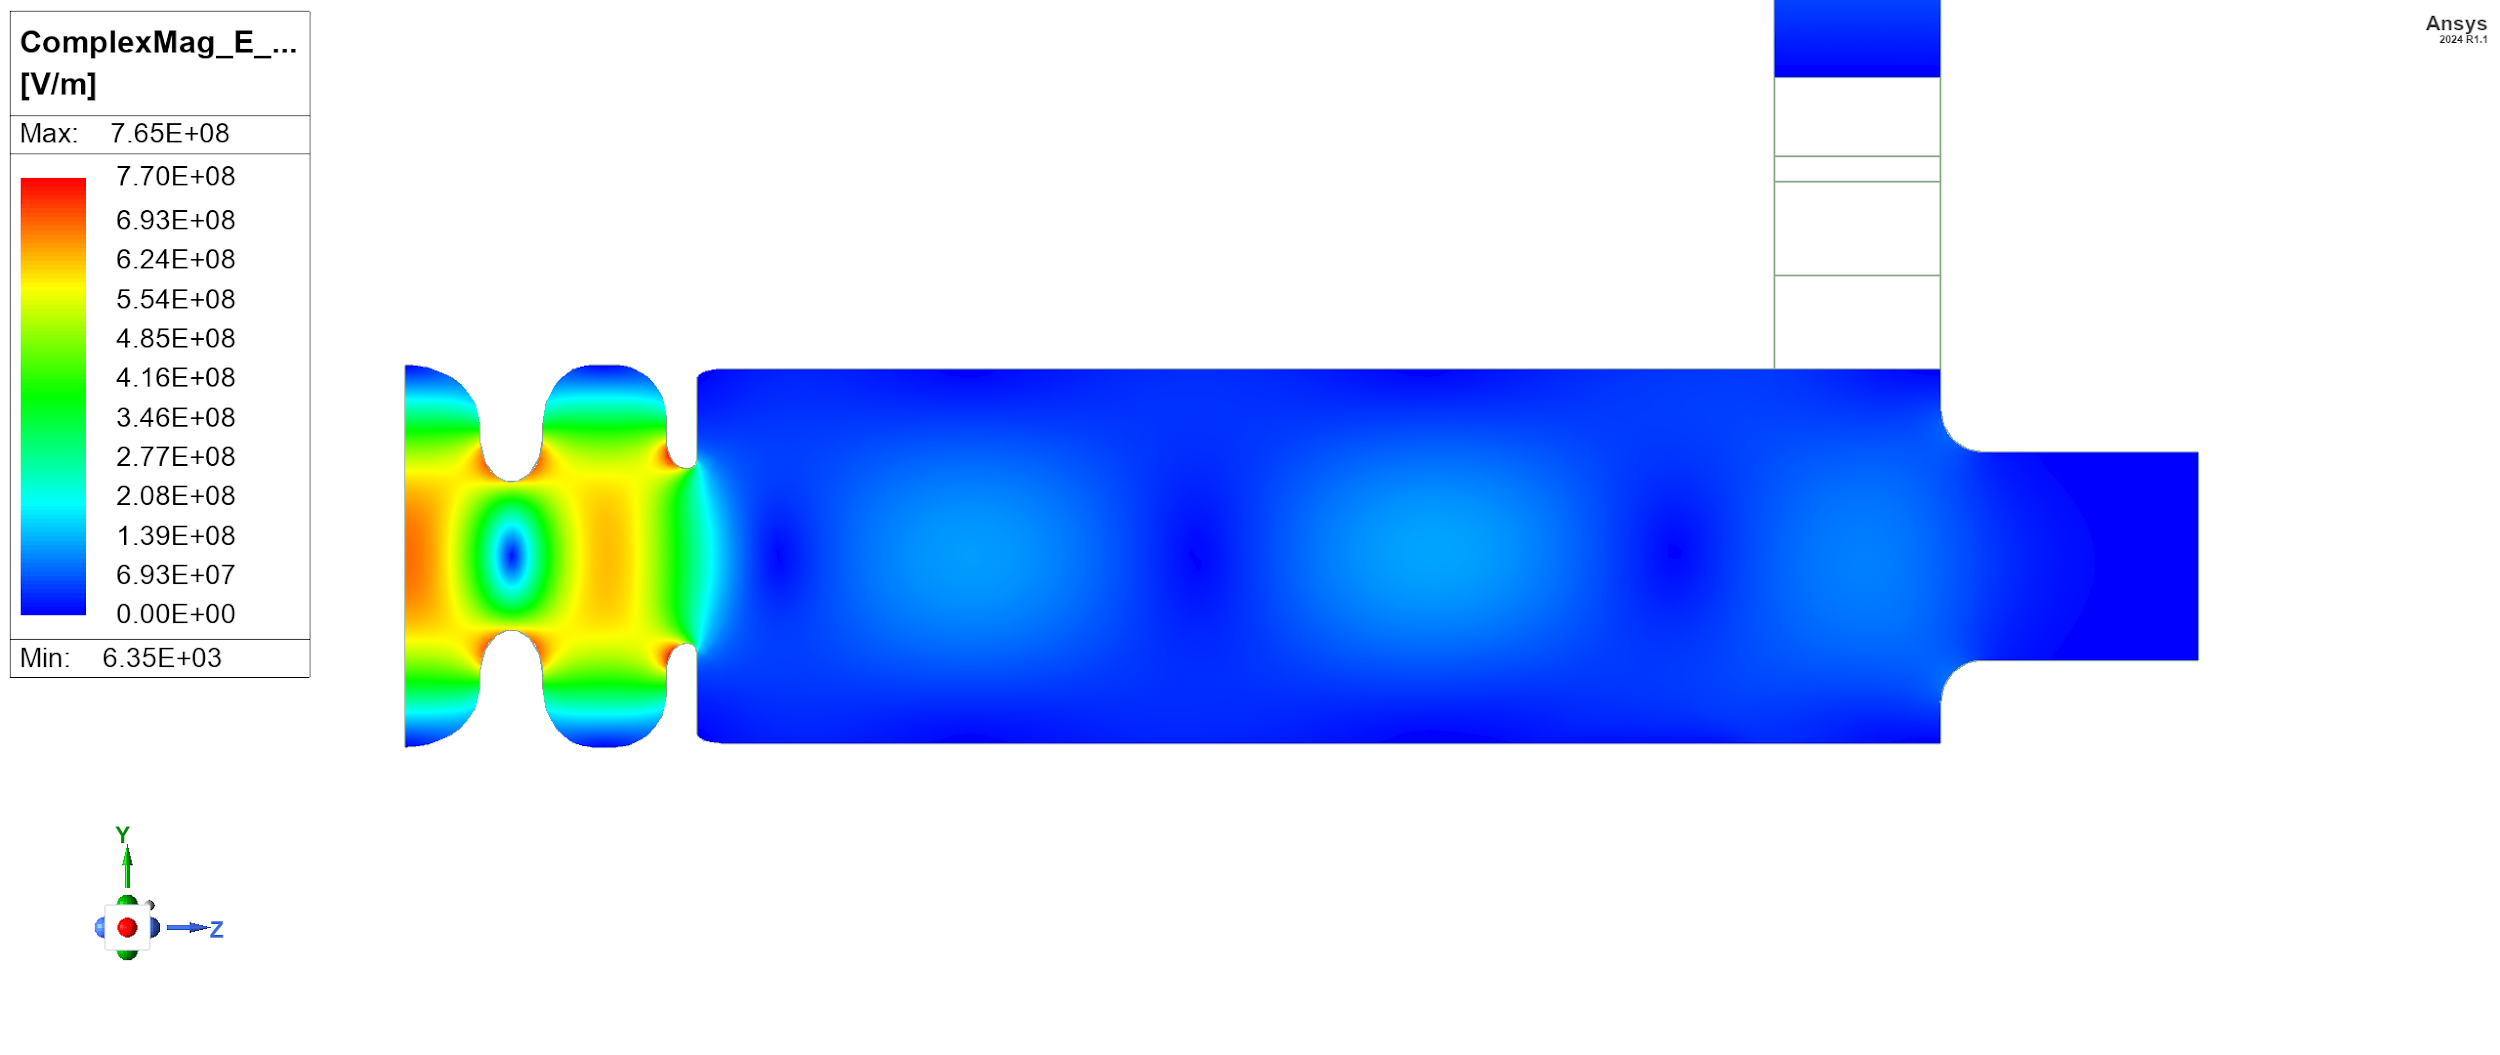 ComplexMag_E_...
[V/m]
Max: 7.65E+08
7.70E+08
6.93E+08
6.24E+08
5.54E+08
4.85E+08
4.16E+08
3.46E+08
2.77E+08
2.08E+08
1.39E+08
6.93E+07
0.00E+00
Min: 6.35E+03
Ansys
2024 R1.1
Y
Z